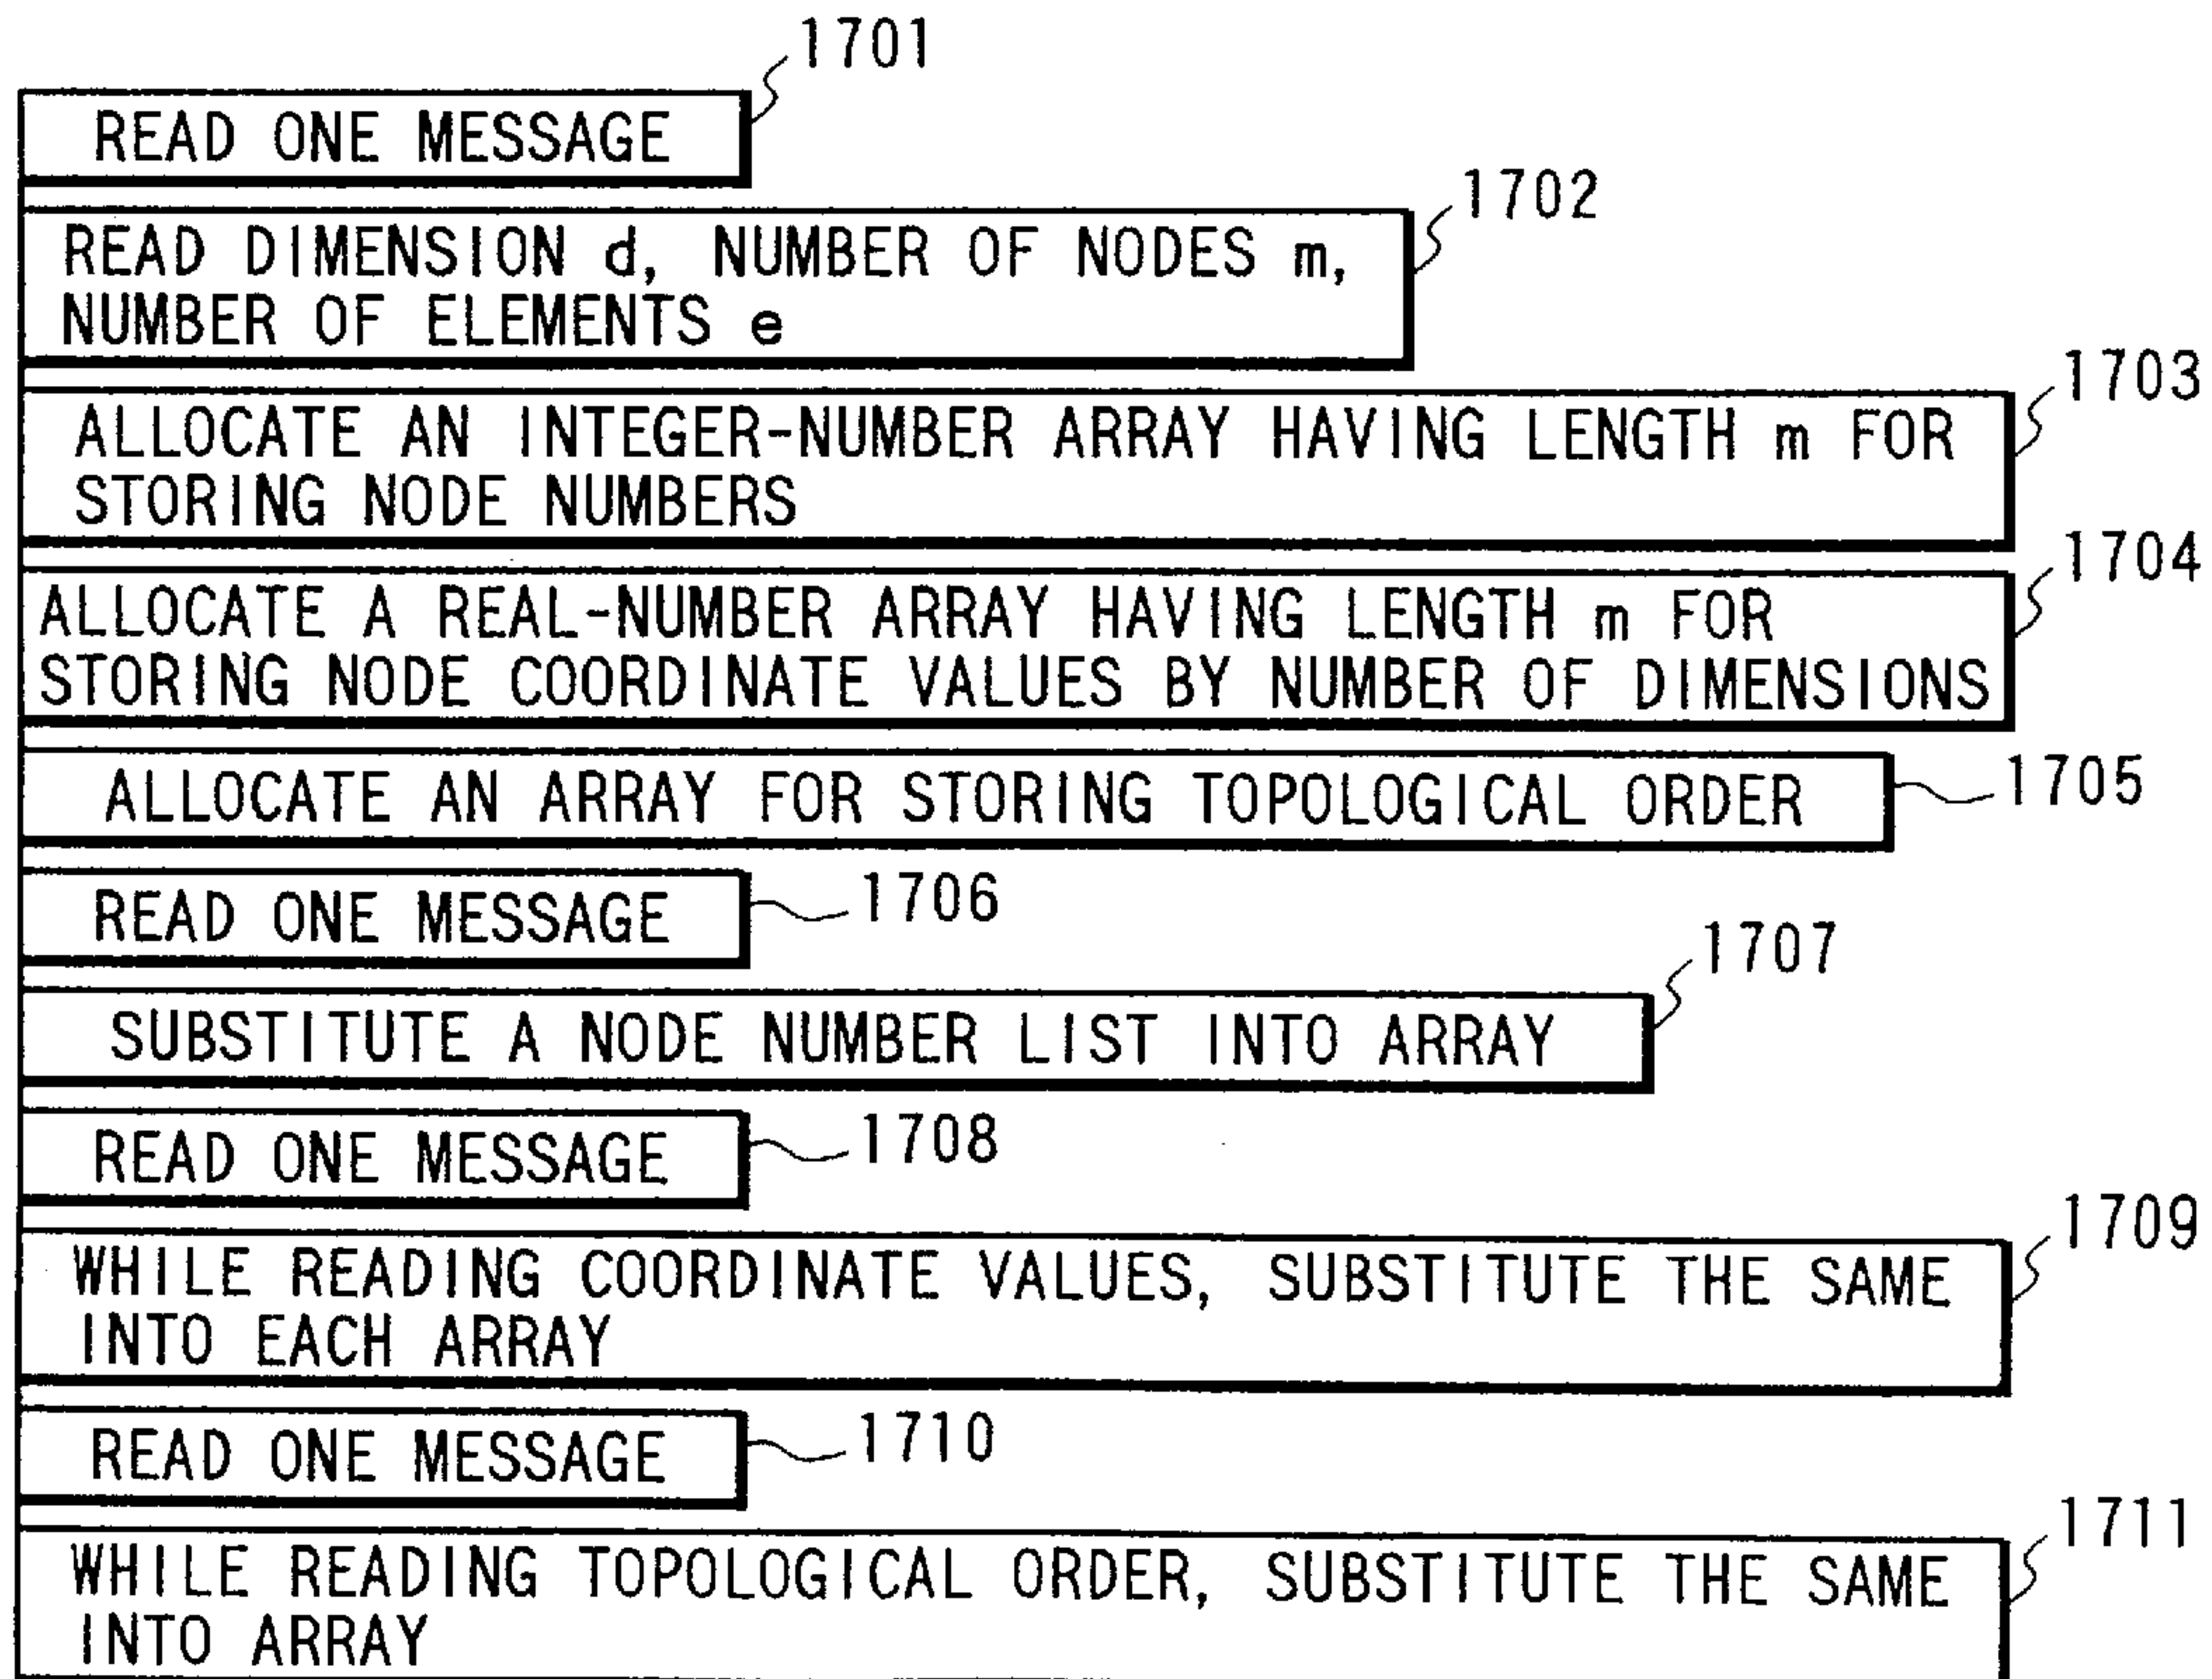 1701
READ ONE MESSAGE
1702
READ DIMENSION d, NUMBER OF NODES m,
NUMBER OF ELEMENTS e
1703
ALLOCATE AN INTEGER-NUMBER ARRAY HAVING LENGTH m FOR
STORING NODE NUMBERS
1704
ALLOCATE A REAL-NUMBER ARRAY HAVING LENGTH m FOR
STORING NODE COORDINATE VALUES BY NUMBER OF DIMENSIONS
ALLOCATE AN ARRAY FOR STORING TOPOLOGICAL ORDER
1705
READ ONE MESSAGE
1706
1707
SUBSTITUTE A NODE NUMBER LIST INTO ARRAY
READ ONE MESSAGE
1708
1709
WHILE READING COORDINATE VALUES, SUBSTITUTE THE SAME
INTO EACH ARRAY
READ ONE MESSAGE
1710
1711
WHILE READING TOPOLOGICAL ORDER, SUBSTITUTE THE SAME
INTO ARRAY